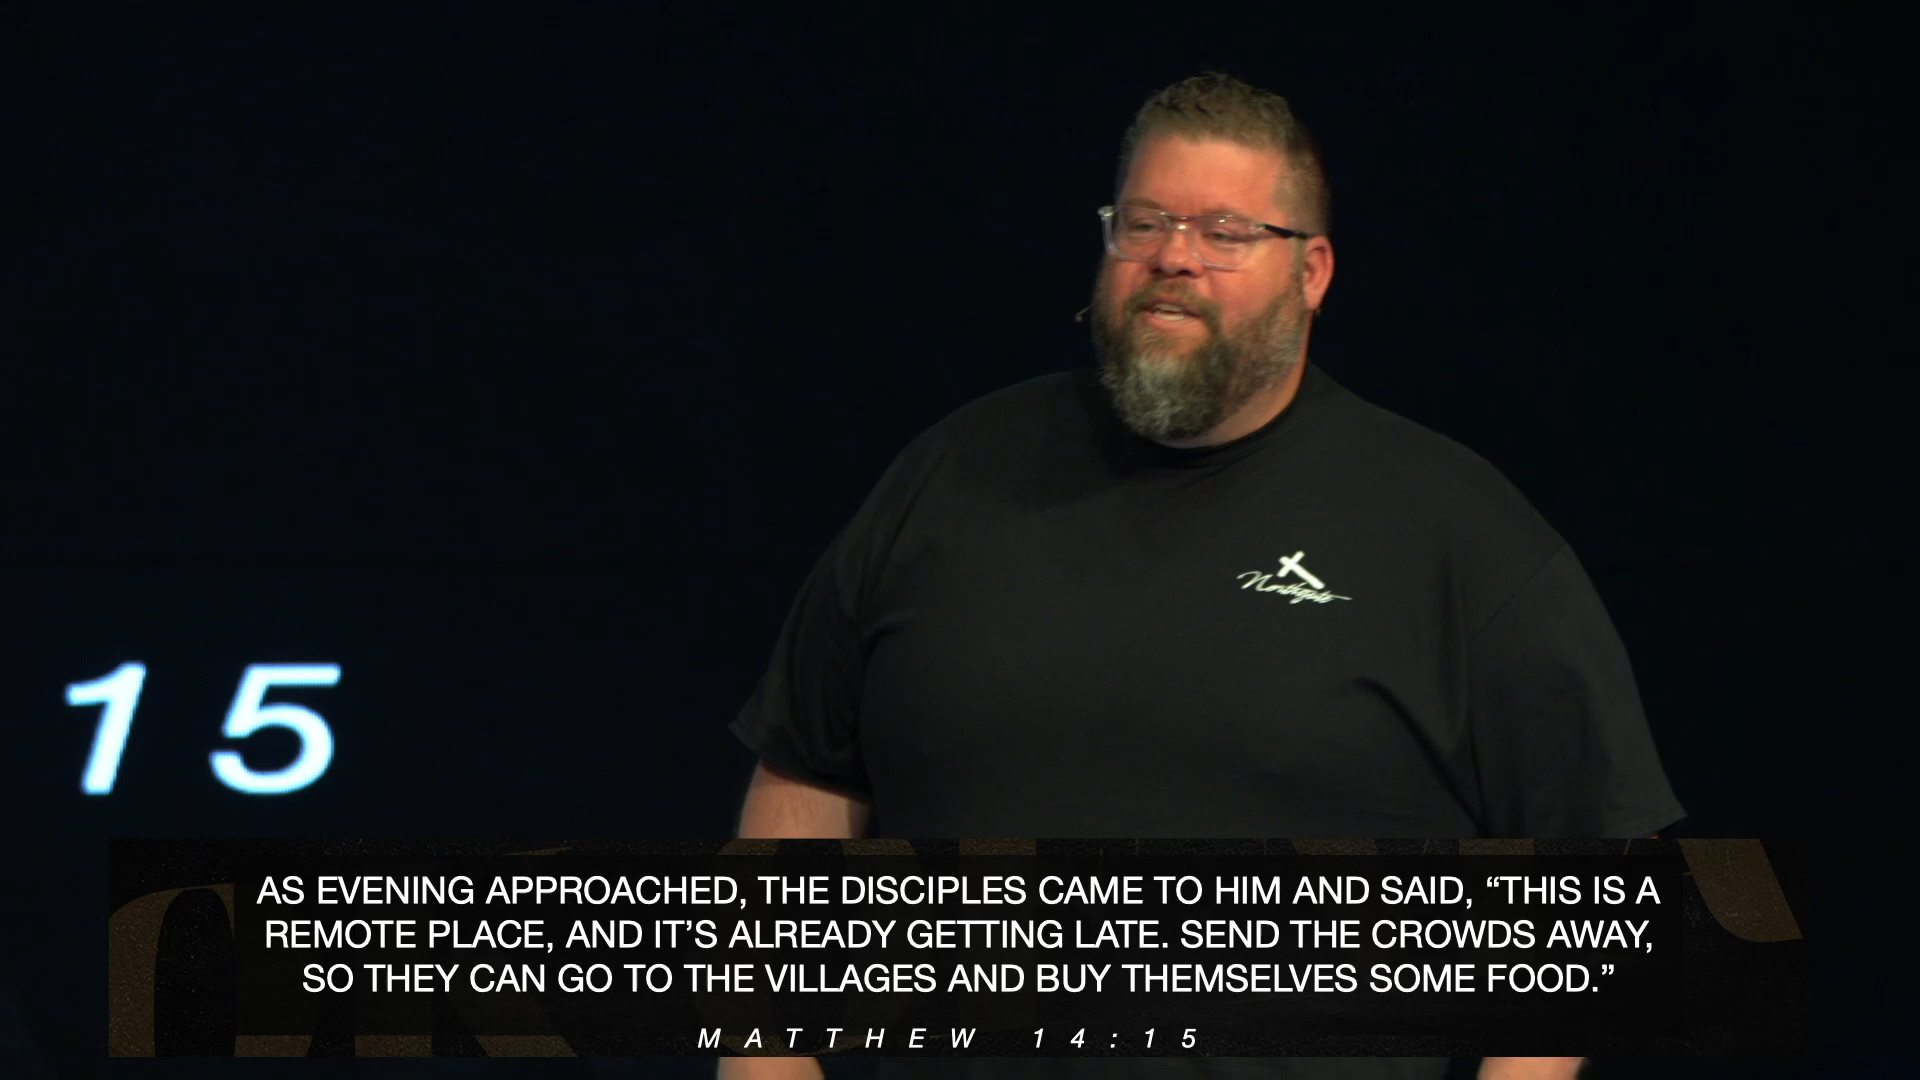 Northgate
15
AS EVENING APPROACHED, THE DISCIPLES CAME TO HIM AND SAID, “THIS IS A
REMOTE PLACE, AND IT’S ALREADY GETTING LATE. SEND THE CROWDS AWAY,
SO THEY CAN GO TO THE VILLAGES AND BUY THEMSELVES SOME FOOD.”
MATTHEW 14:15